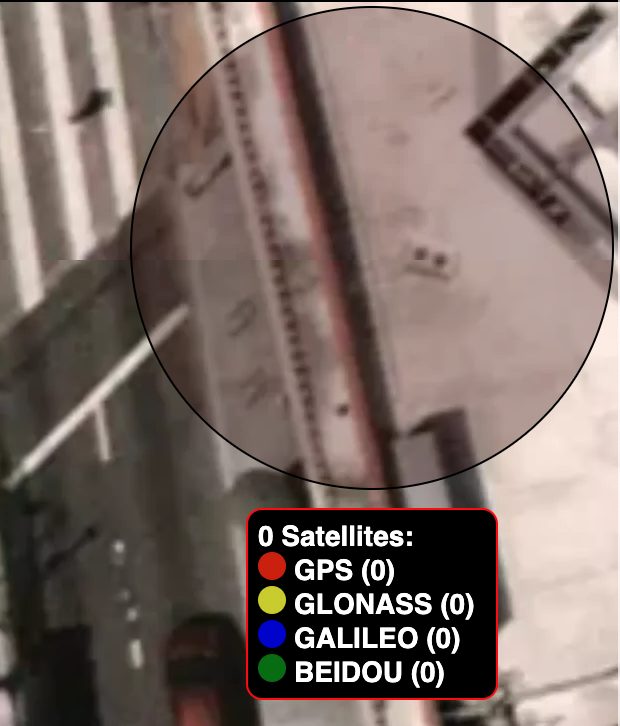 0 Satellites:
GPS (0)
GLONASS (0)
GALILEO (0)
BEIDOU (0)